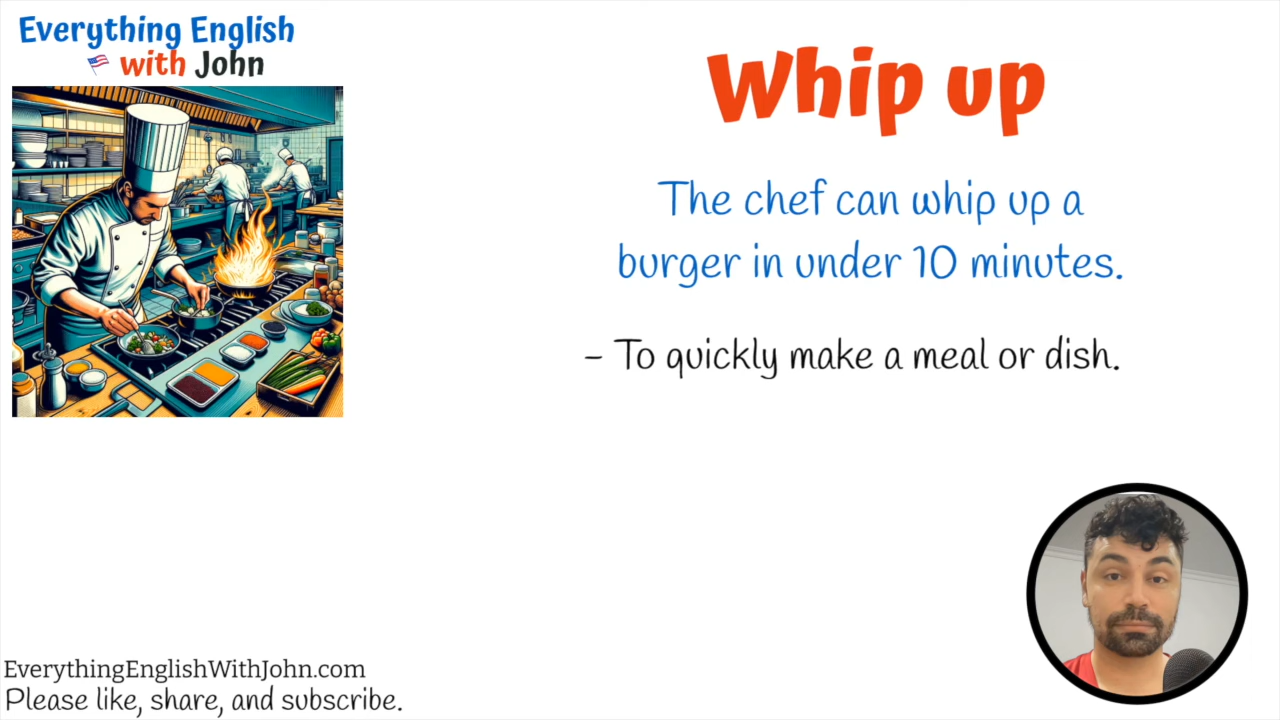 Everything English
with John
Whip up
The chef can whip up a
burger in under 10 minutes.
- To quickly make a meal or dish.
EverythingEnglishWithJohn.com
Please like, share, and subscribe.